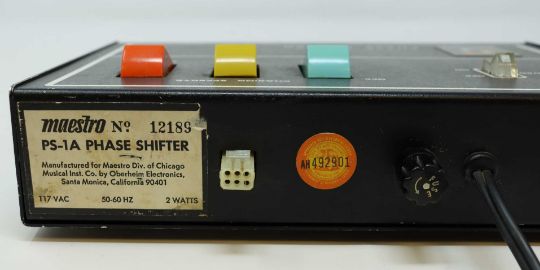 maestro Nº 12189
PS-1A PHASE SHIFTER
Manufactured for Maestro Div. of Chicago
Musical Inst. Co. by Oberheim Electronics,
Santa Monica, California 90401
117 VAC 50-60 HZ 2 WATTS
AH 492901
FUSE